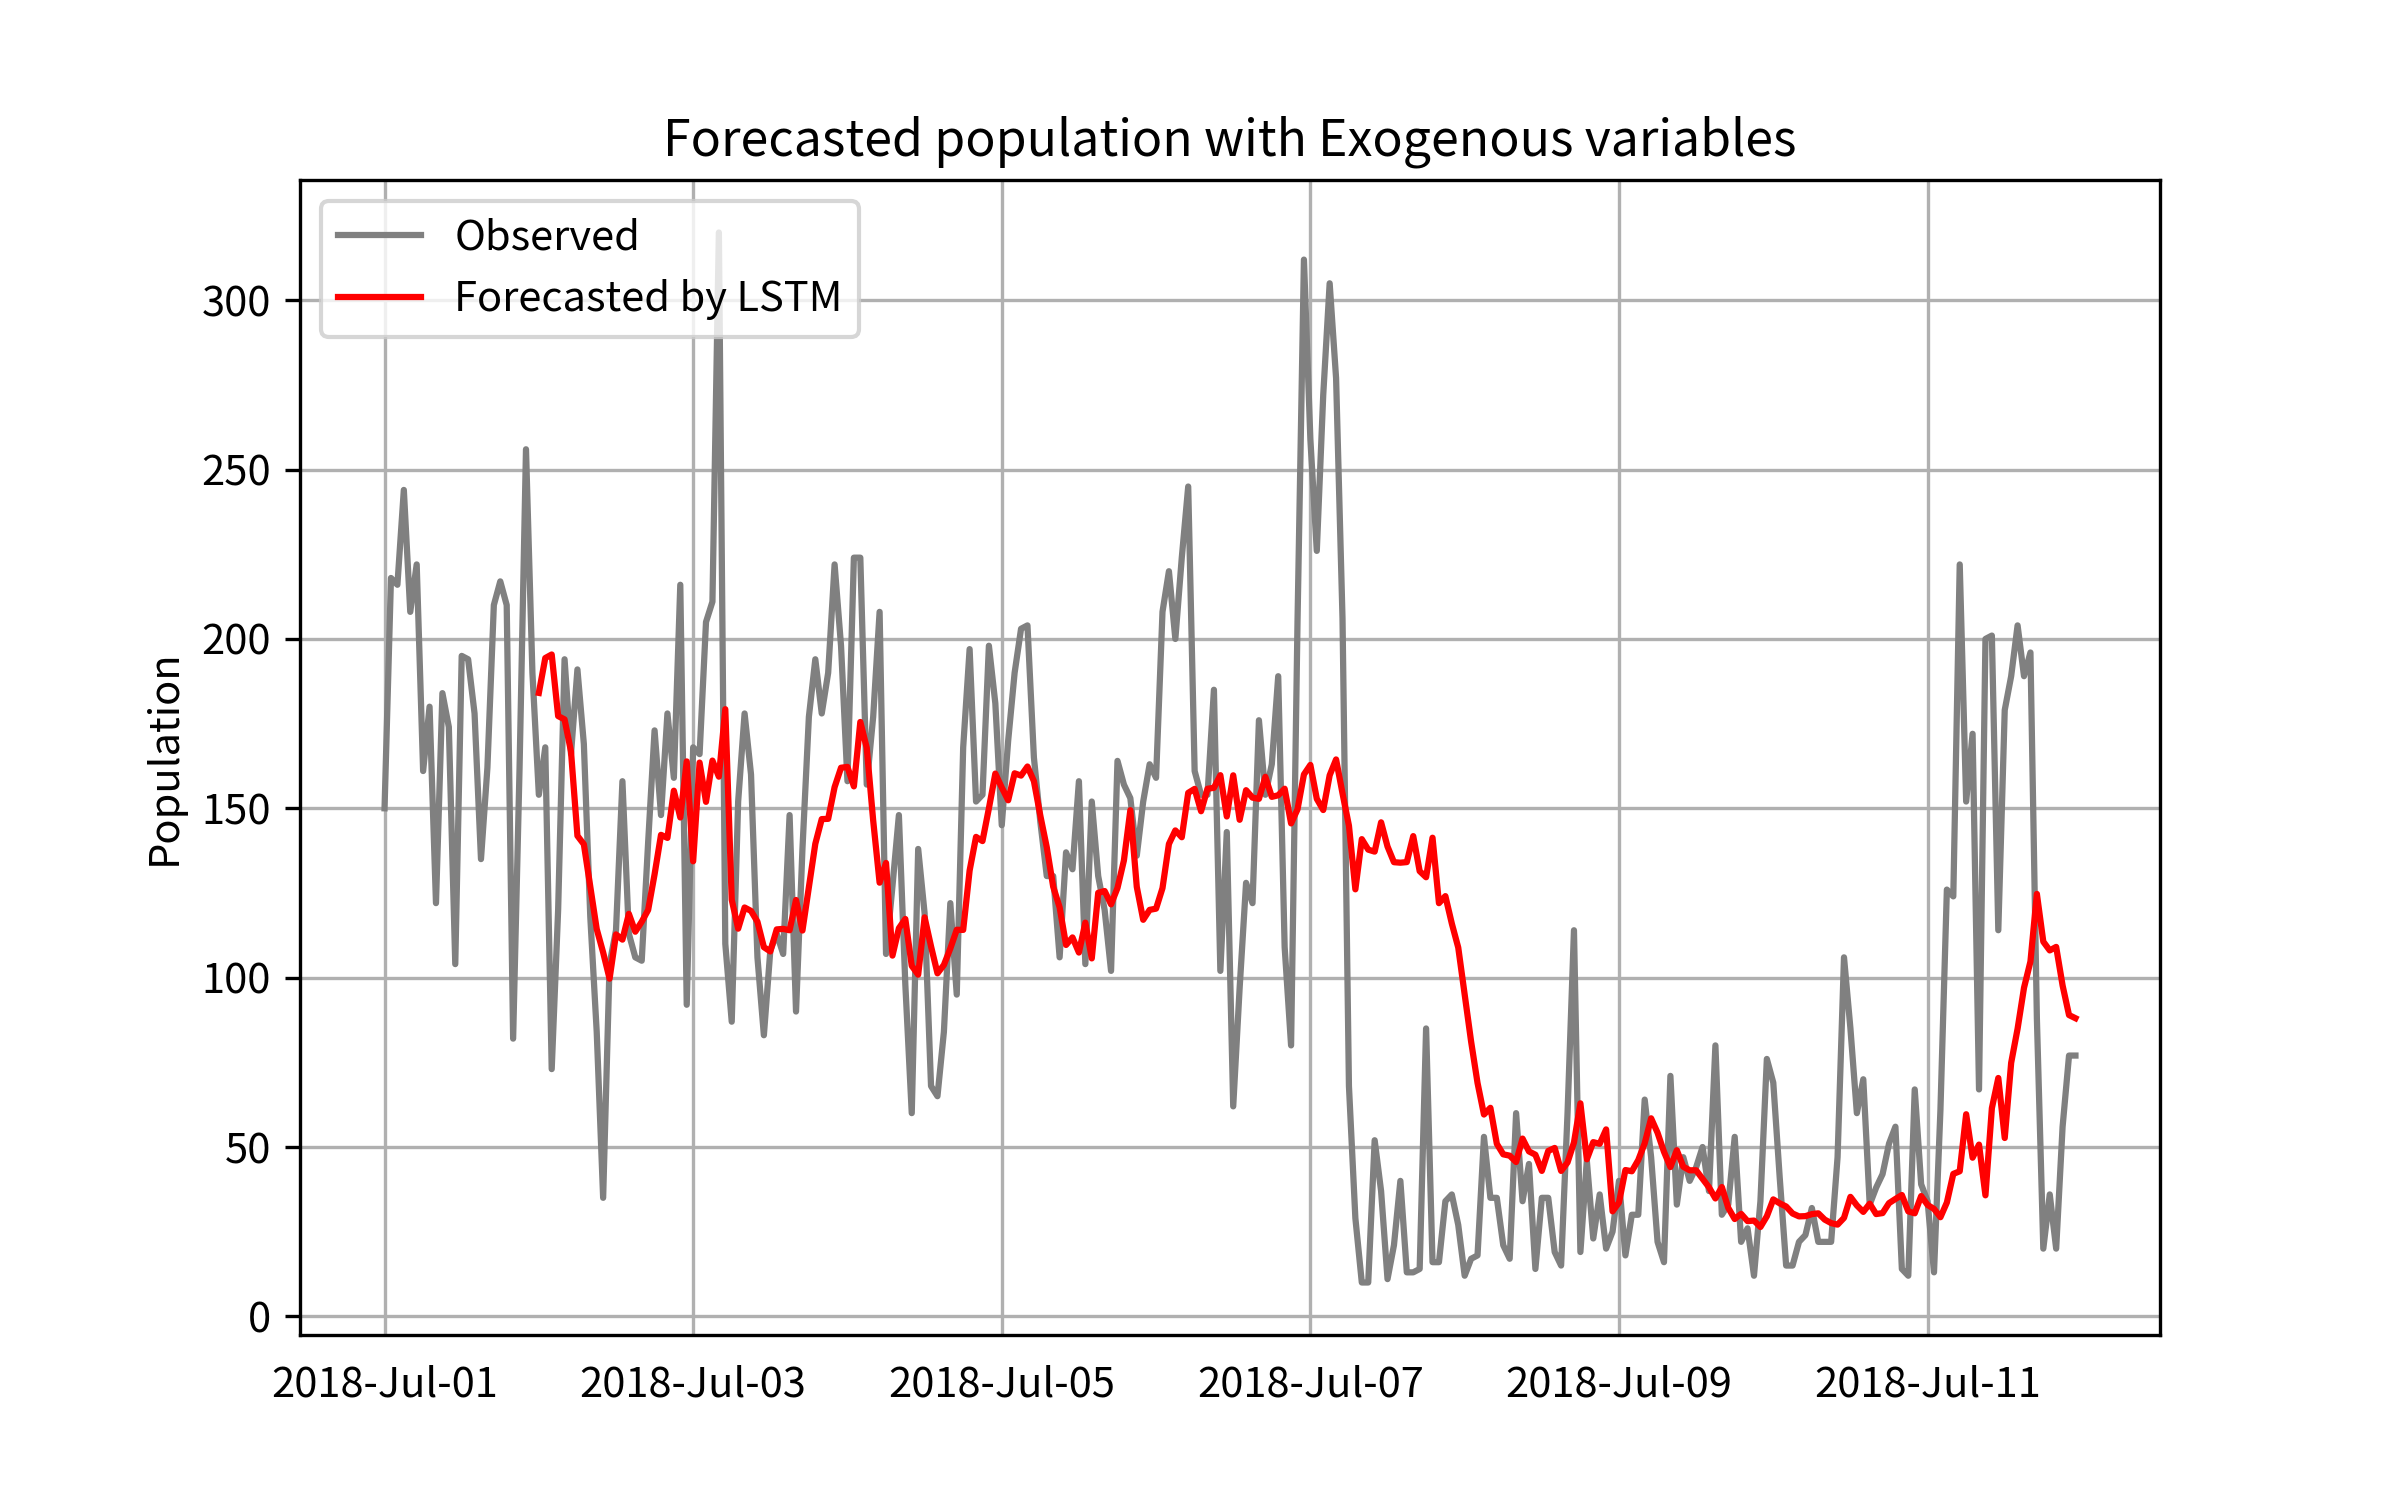 Forecasted population with Exogenous variables
Observed
Forecasted by LSTM
Population
300
250
200
150
100
50
0
2018-Jul-01 2018-Jul-03 2018-Jul-05 2018-Jul-07 2018-Jul-09 2018-Jul-11